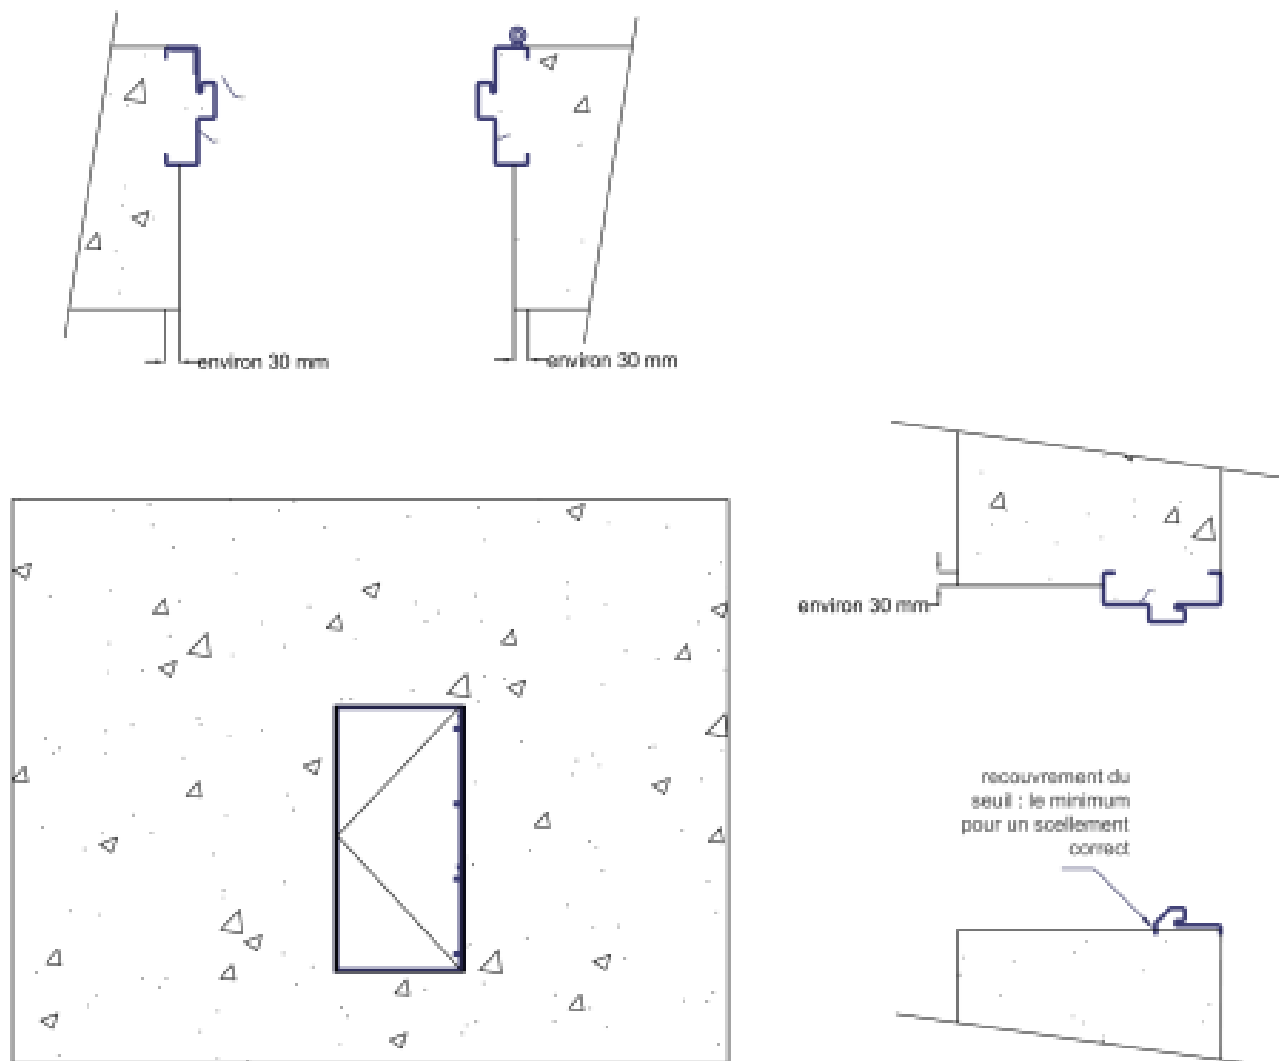 environ 30 mm
environ 30 mm
environ 30 mm
recouvrement du
seuil : le minimum
pour un scellement
correct